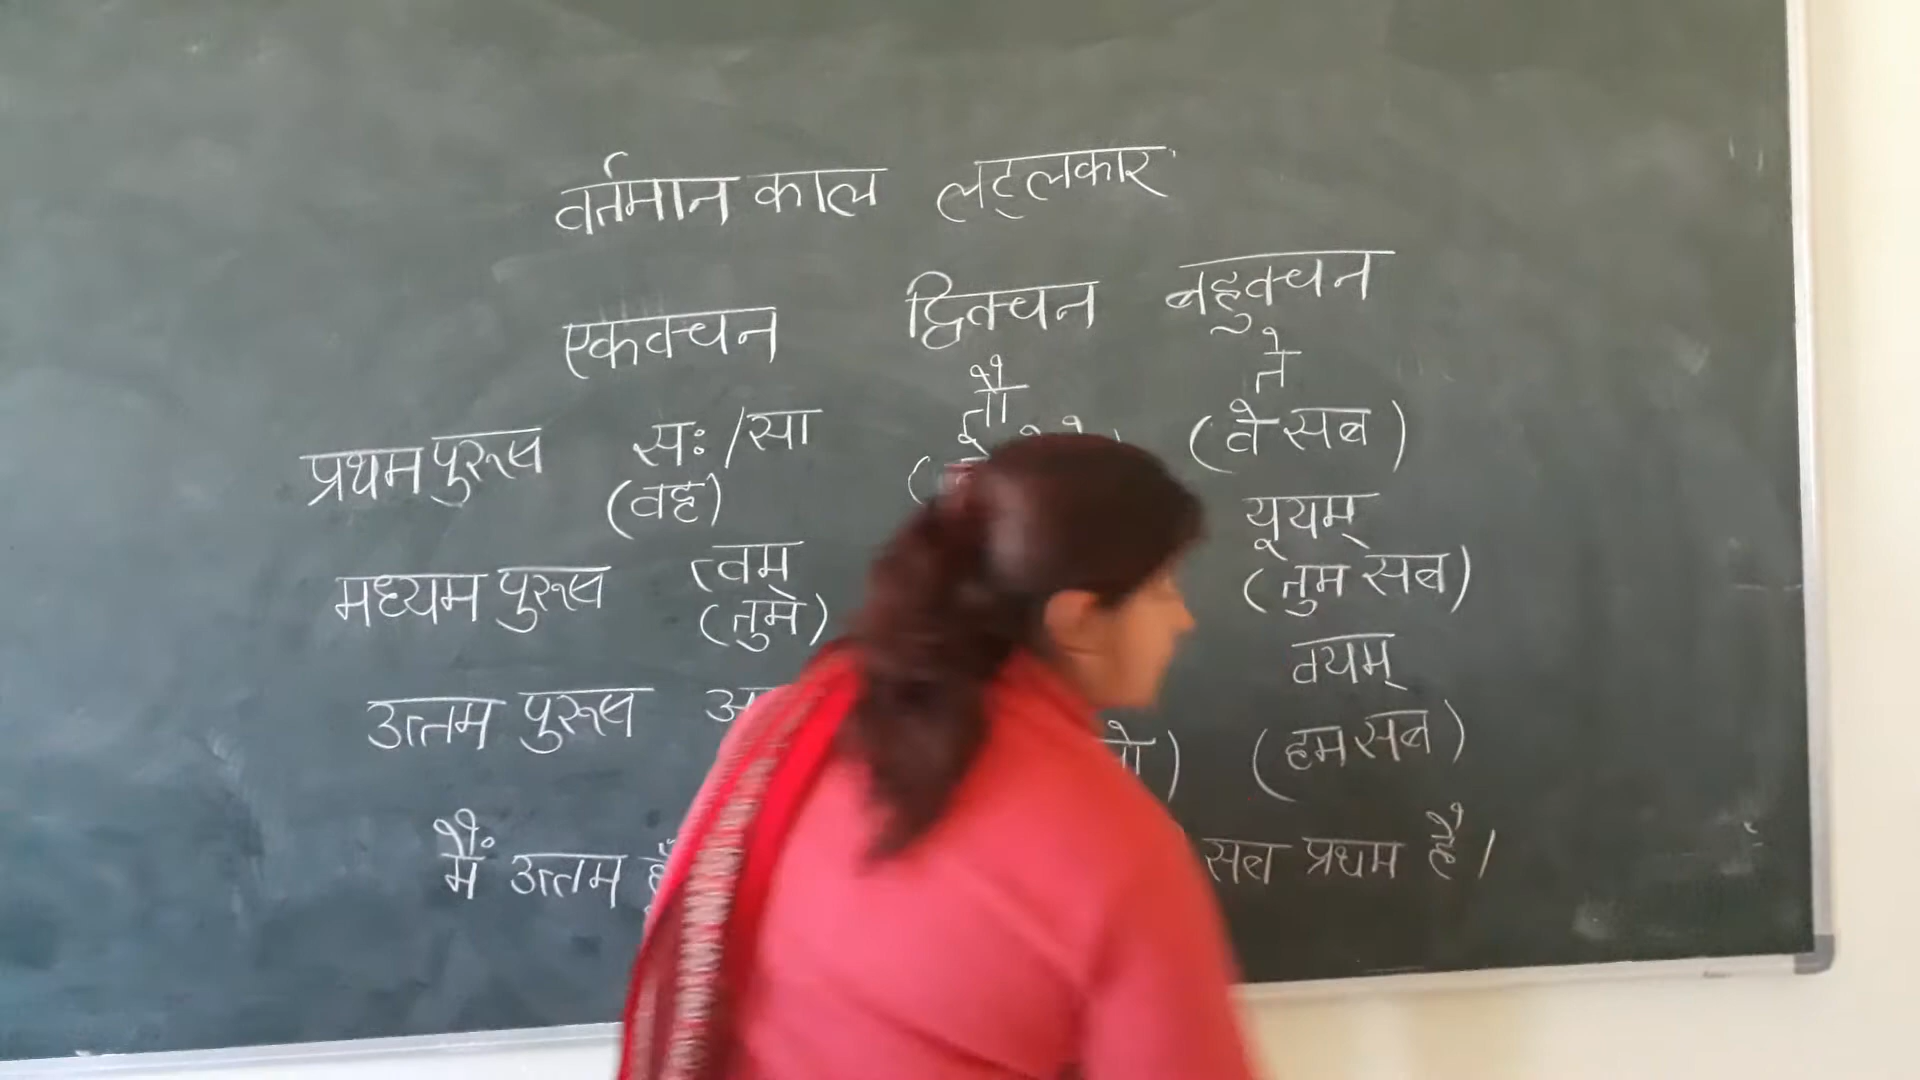 वर्तमान काल लट्लकार
एकवचन द्विवचन बहुवचन
प्रथम पुरूष सः/सा तौ ते
(वह) (वे सब)
मध्यम पुरूष त्वम यूयम्
(तुम) (तुम सब)
उत्तम पुरूष वयम्
(हम सब)
मैं उत्तम सब प्रथम है।